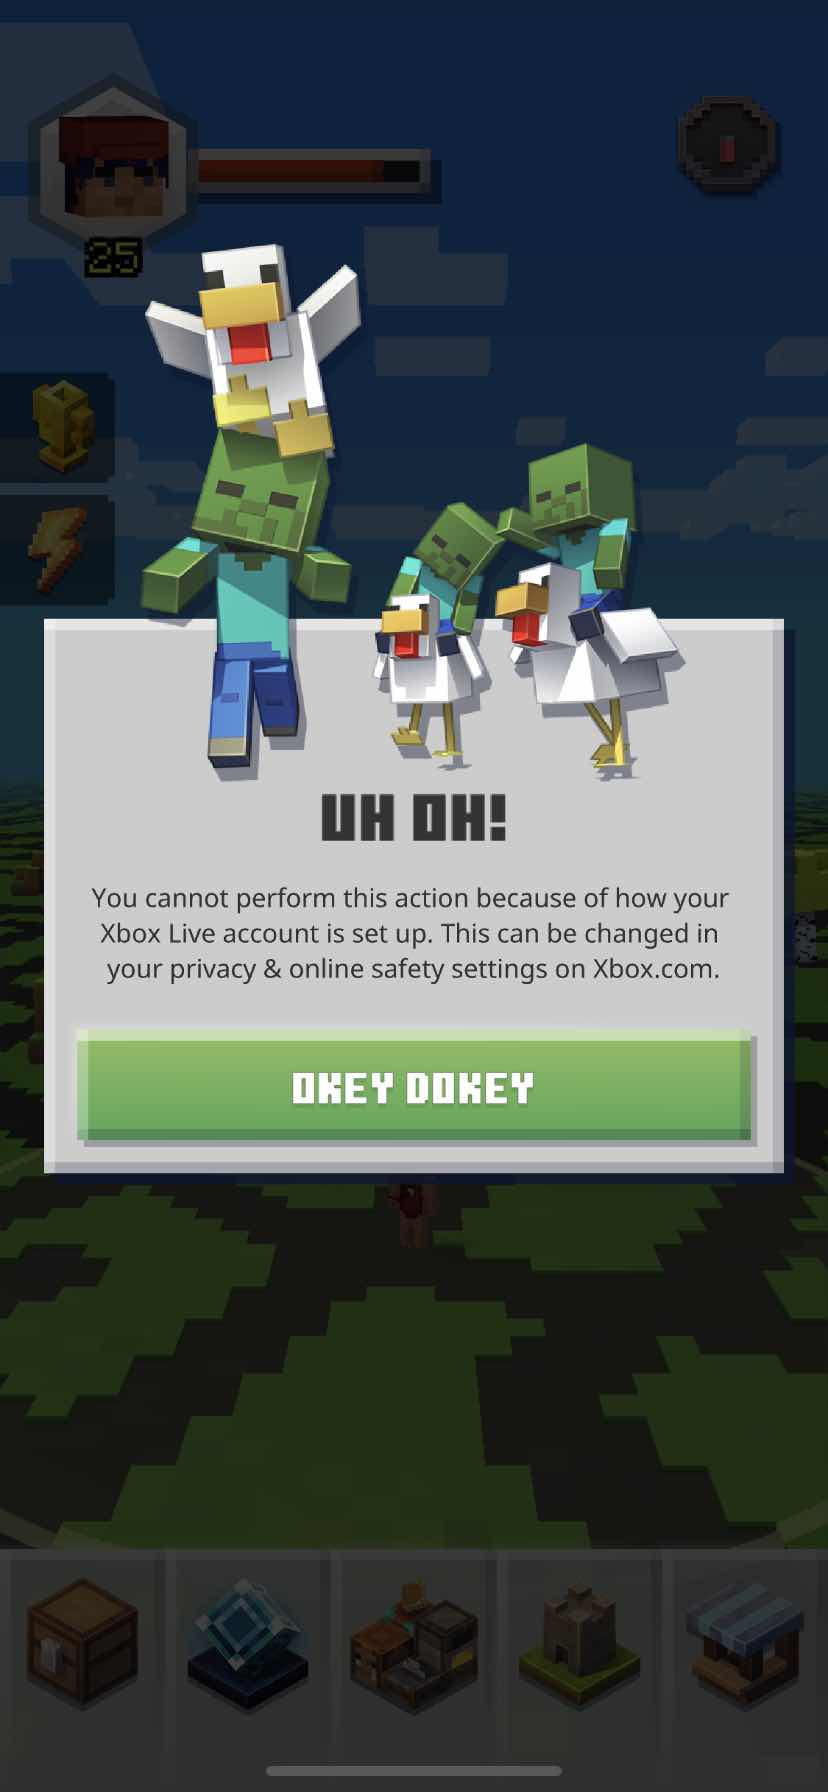 25
UH OH!
You cannot perform this action because of how your
Xbox Live account is set up. This can be changed in
your privacy & online safety settings on Xbox.com.
OKEY DOKEY